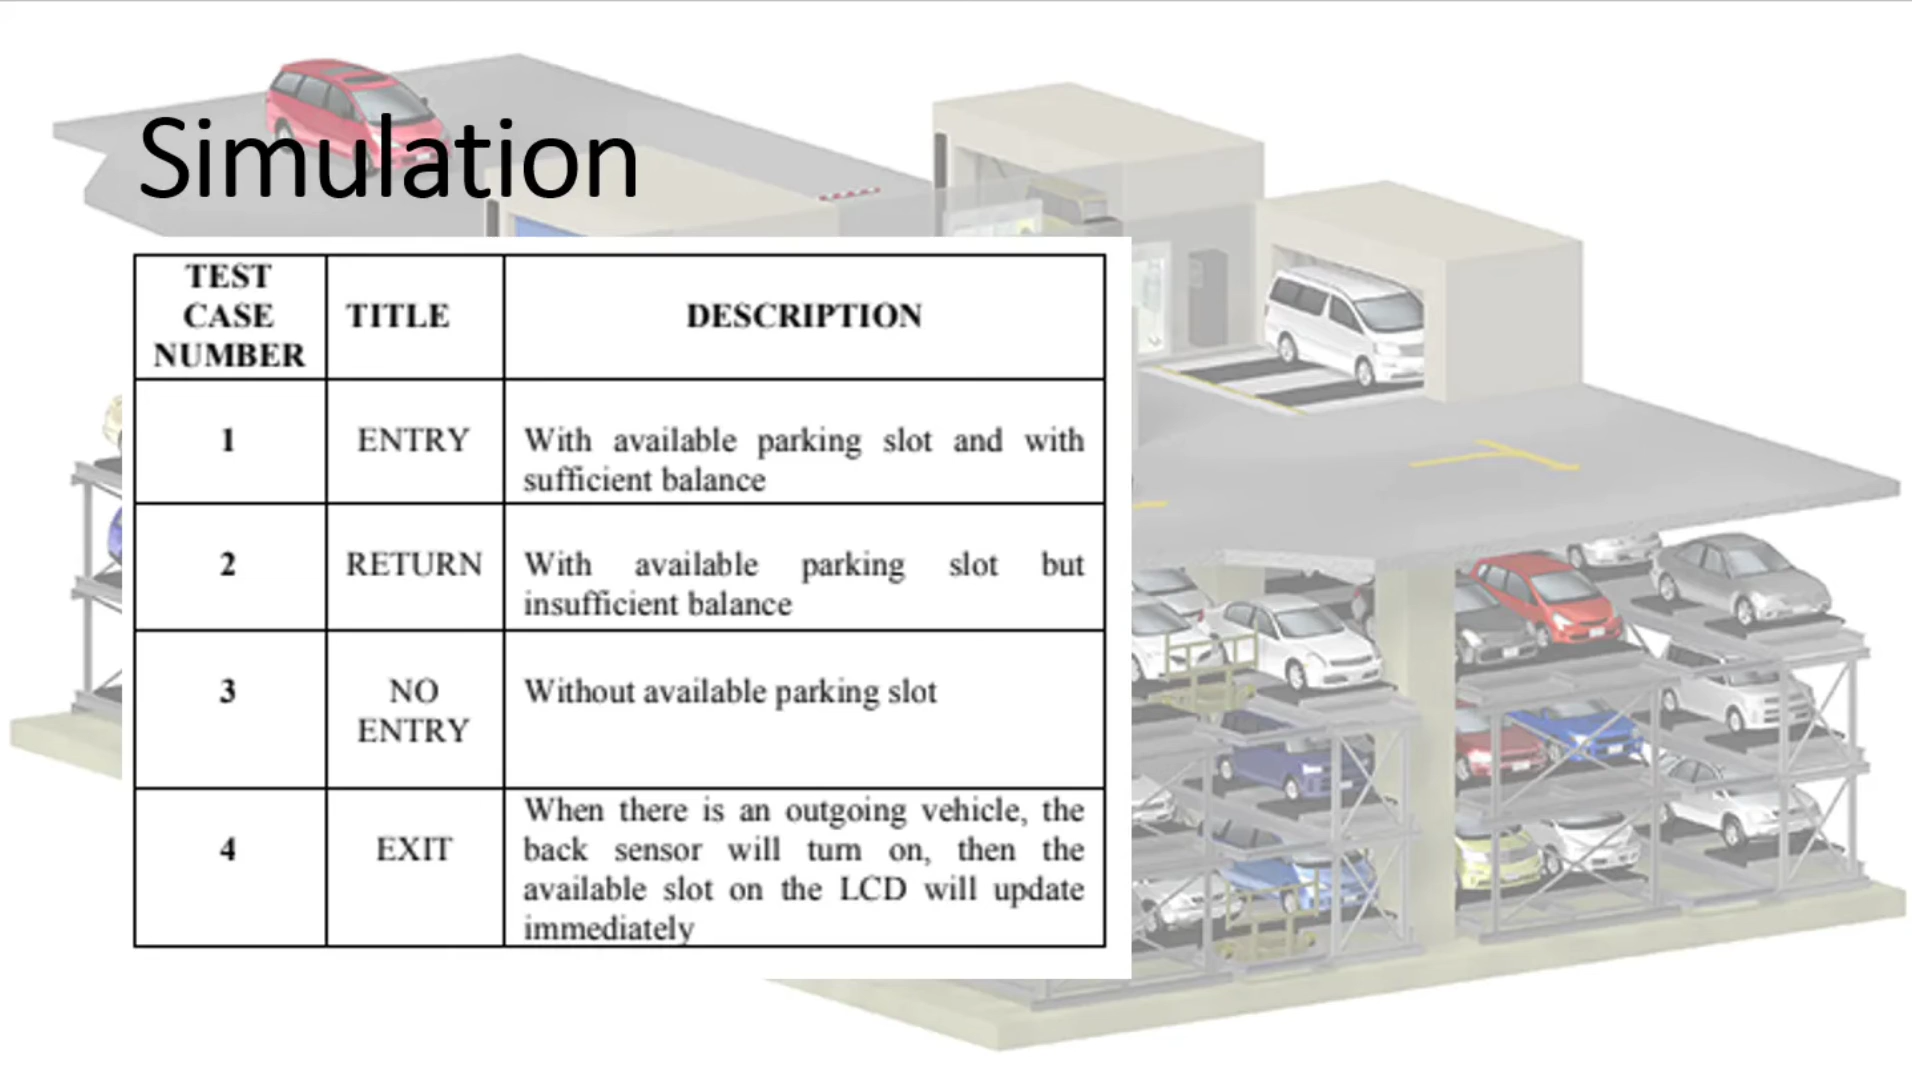 Simulation
TEST
CASE
NUMBER
TITLE
DESCRIPTION
1
ENTRY
With available parking slot and with
sufficient balance
2
RETURN
With available parking slot but
insufficient balance
3
NO
ENTRY
Without available parking slot
4
EXIT
When there is an outgoing vehicle, the
back sensor will turn on, then the
available slot on the LCD will update
immediately